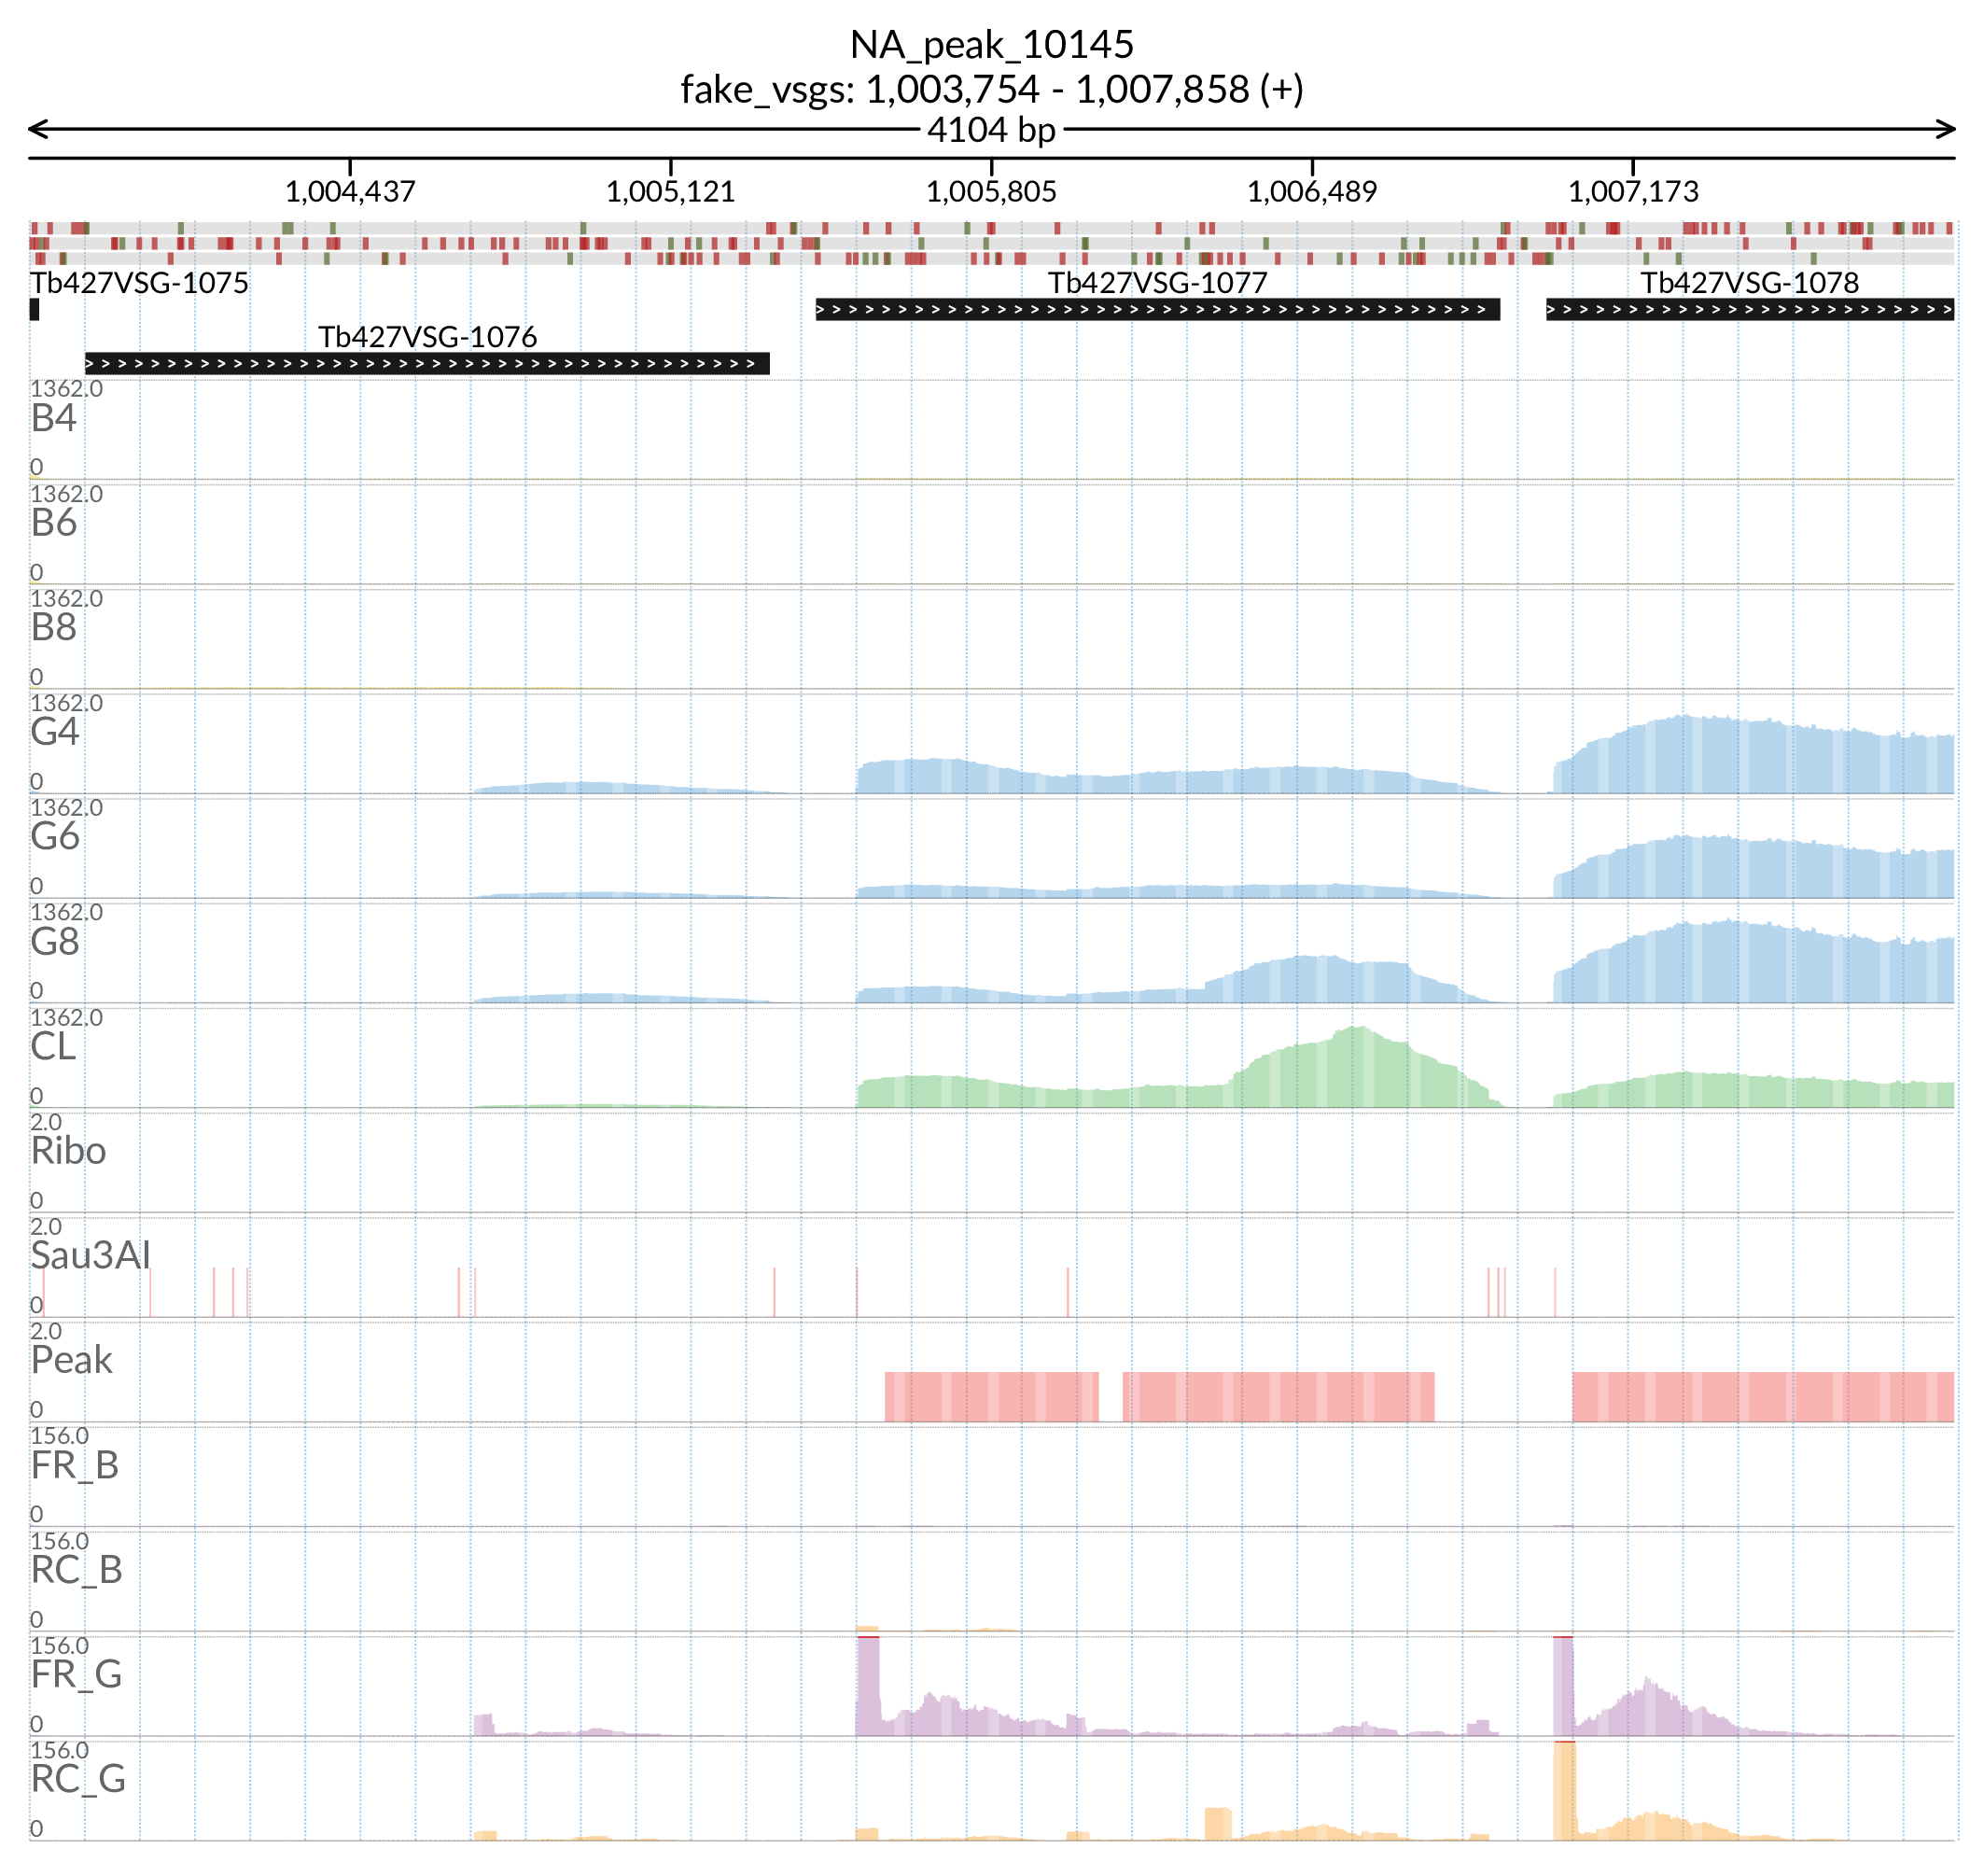 NA_peak_10145
fake_vsgs: 1,003,754 - 1,007,858 (+)
4104 bp
1,004,437 1,005,121 1,005,805 1,006,489 1,007,173
Tb427VSG-1075 Tb427VSG-1077 Tb427VSG-1078
Tb427VSG-1076
1362.0
B4
0
1362.0
B6
0
1362.0
B8
0
1362.0
G4
0
1362.0
G6
0
1362.0
G8
0
1362.0
CL
0
2.0
Ribo
0
2.0
Sau3AI
0
2.0
Peak
0
156.0
FR_B
0
156.0
RC_B
0
156.0
FR_G
0
156.0
RC_G
0